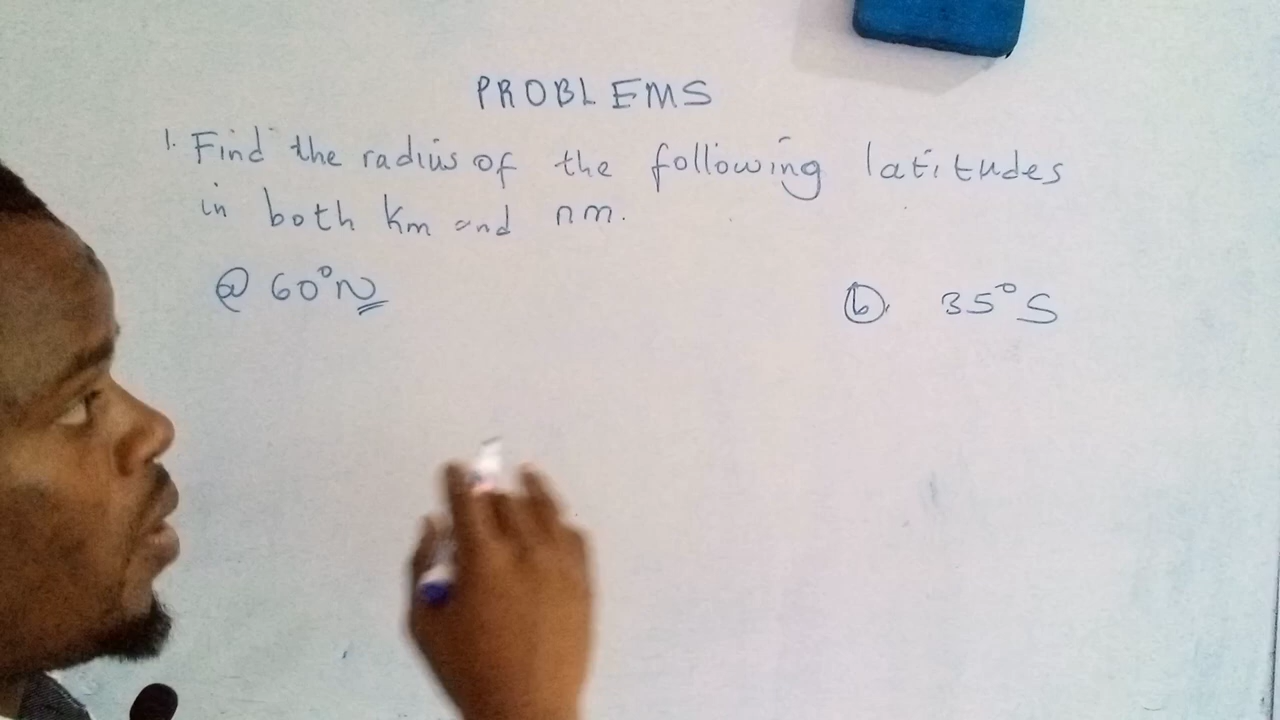 PROBLEMS
1. Find the radius of the following latitudes
in both km and nm.
ⓐ 60°N
ⓑ. 35°S